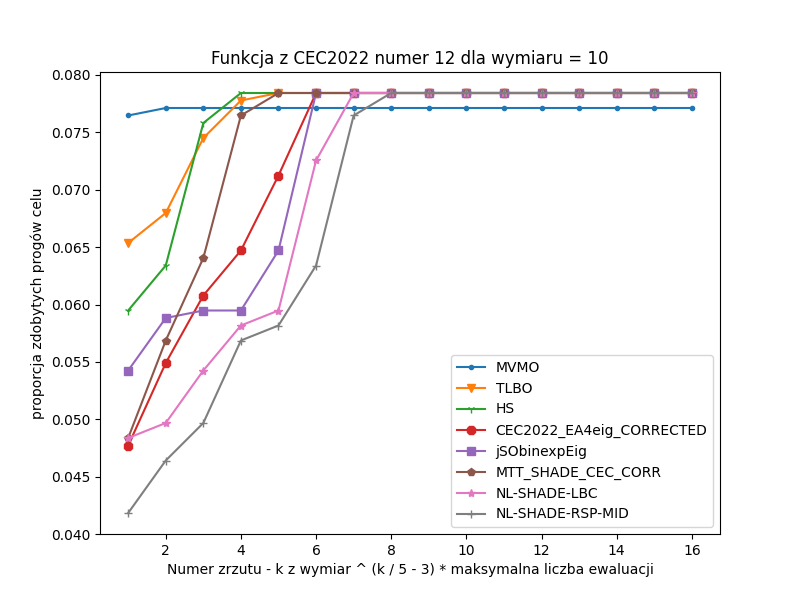 Funkcja z CEC2022 numer 12 dla wymiaru = 10
0.080
0.075
0.070
0.065
0.060
0.055
0.050
0.045
0.040
proporcja zdobytych progów celu
MVMO
TLBO
HS
CEC2022_EA4eig_CORRECTED
jSObinexpEig
MTT_SHADE_CEC_CORR
NL-SHADE-LBC
NL-SHADE-RSP-MID
2 4 6 8 10 12 14 16
Numer zrzutu - k z wymiar ^ (k / 5 - 3) * maksymalna liczba ewaluacji